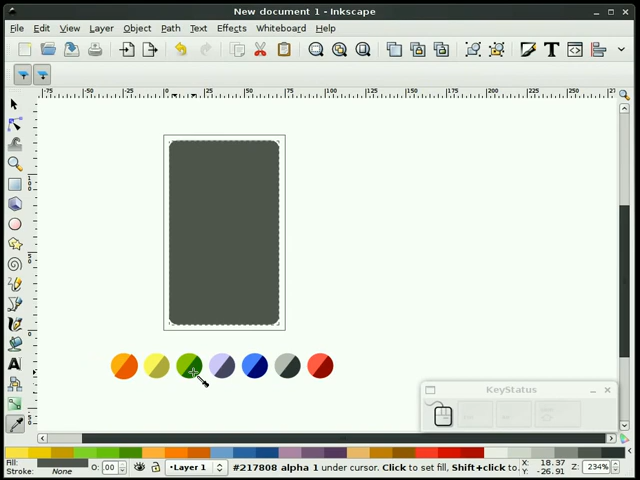 New document 1 - Inkscape
File Edit View Layer Object Path Text Effects Whiteboard Help
-75 -50 -25 0 25 50 75 100 125 150 175 200 225 250
KeyStatus
Fill:
Stroke: None
O: 00
•Layer 1
#217808 alpha 1 under cursor. Click to set fill, Shift+click to
X: 18.37
Y: -26.91
Z: 234%